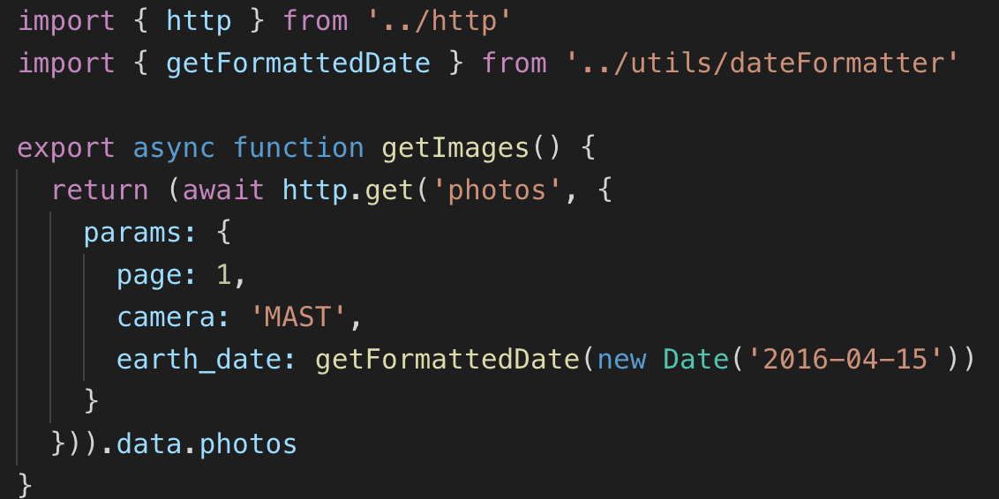 import { http } from '../http'
import { getFormattedDate } from '../utils/dateFormatter'

export async function getImages() {
  return (await http.get('photos', {
    params: {
      page: 1,
      camera: 'MAST',
      earth_date: getFormattedDate(new Date('2016-04-15'))
    }
  })).data.photos
}